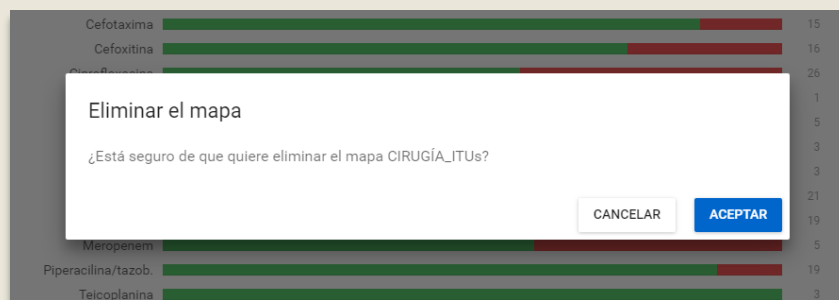 Cefotaxima 15
Cefoxitina 16
Ciprofloxacino 26
Eliminar el mapa
1
5
¿Está seguro de que quiere eliminar el mapa CIRUGÍA_ITUs?
3
3
21
CANCELAR ACEPTAR
19
Meropenem 5
Piperacilina/tazob. 19
Teicoplanina 3